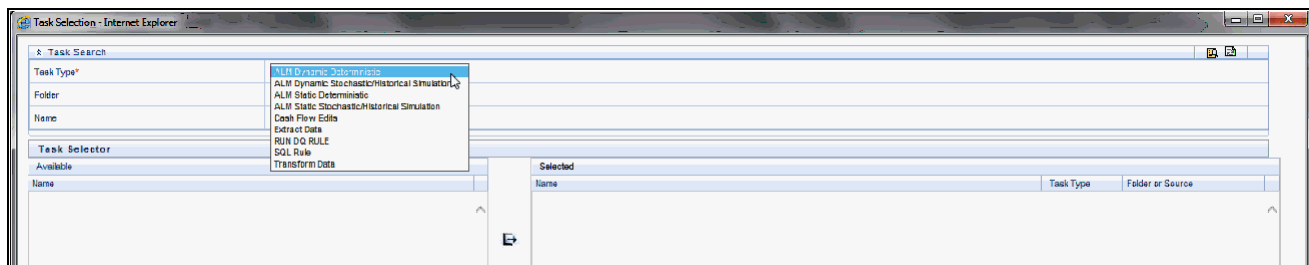 Task Selection - Internet Explorer
Task Search
Task Type*
ALM Dynamic Deterministic
ALM Dynamic Stochastic/Historical Simulation
Folder
ALM Static Deterministic
ALM Static Stochastic/Historical Simulation
Name
Cash Flow Edits
Extract Data
RUN DQ RULE
SQL Rule
Transform Data
Task Selector
Available
Selected
Name
Name
Task Type
Folder or Source